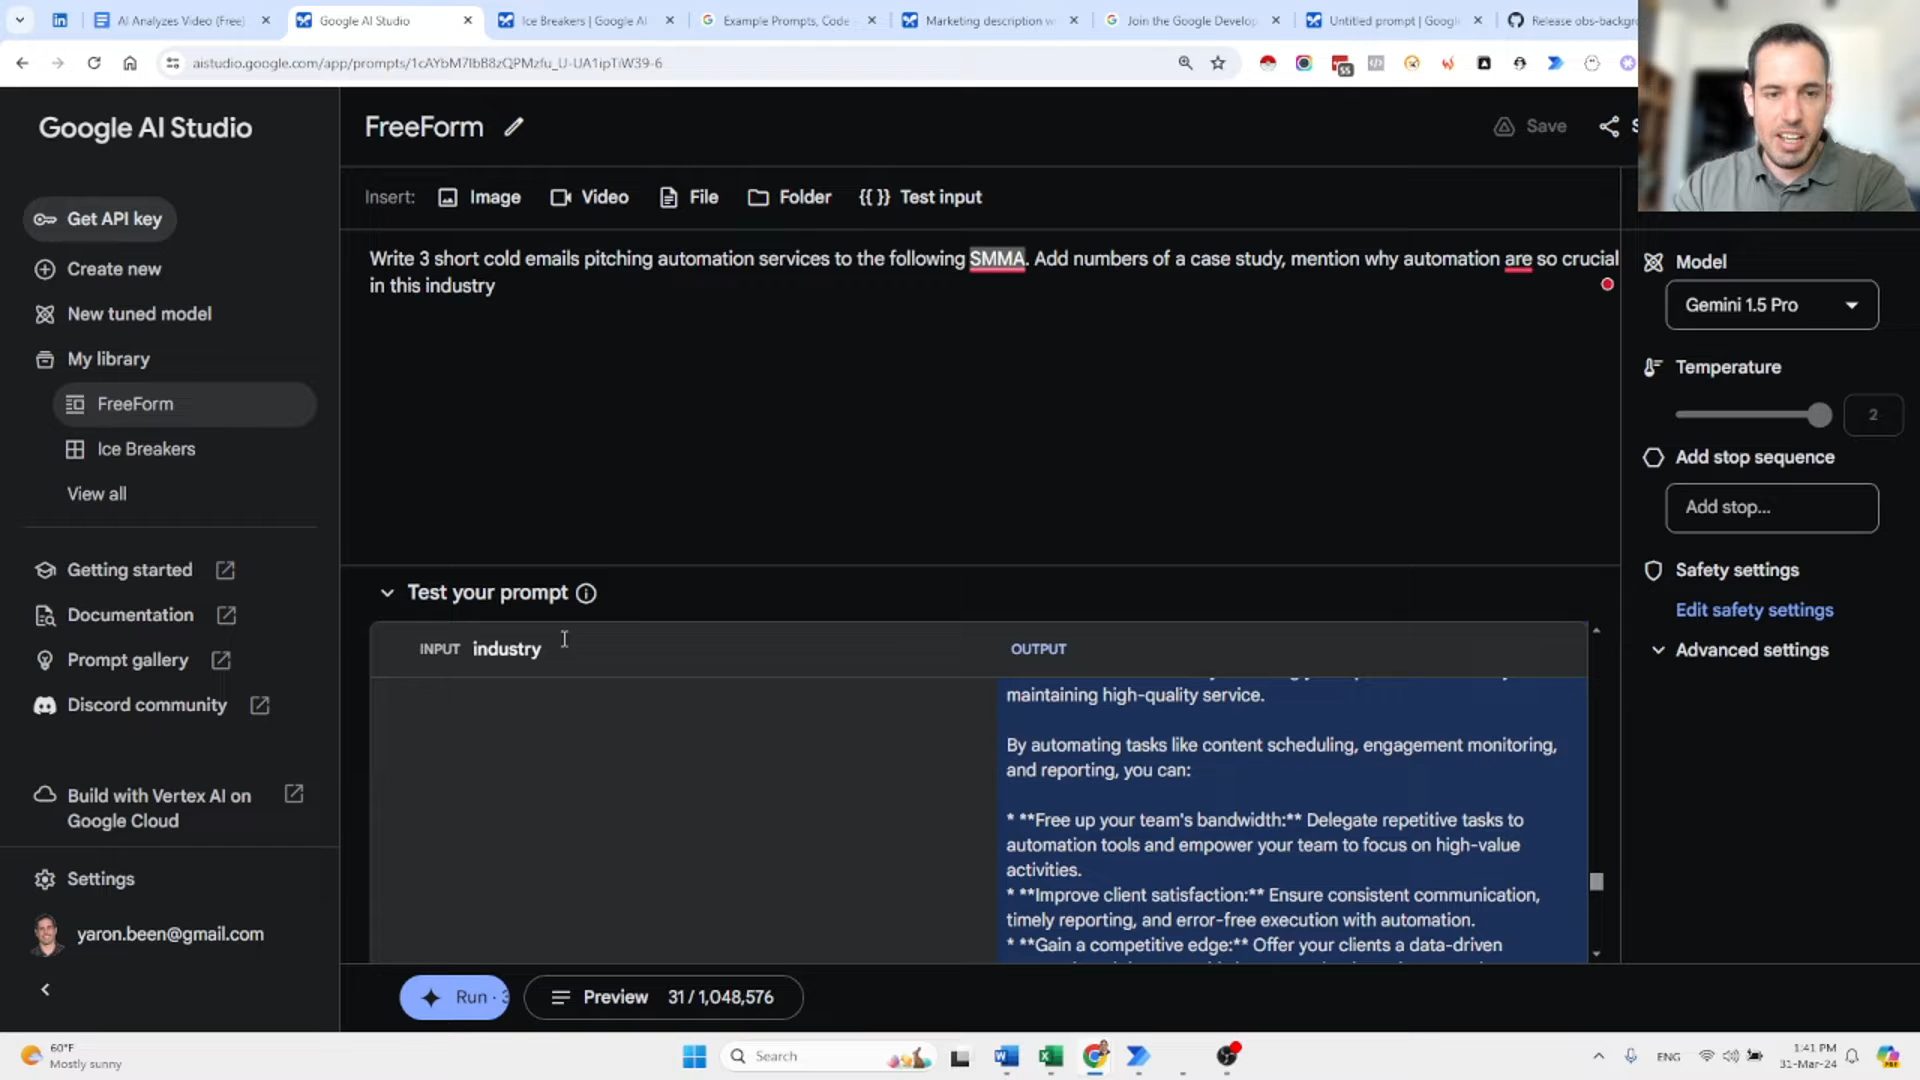 AI Analyzes Video (Free)
Google AI Studio
Ice Breakers | Google AI
Example Prompts, Code
Marketing description w
Join the Google Develop
Untitled prompt | Google
Release obs-backgro
aistudio.google.com/app/prompts/1cAYbM7IbB8zQPMzfu_U-UA1ipTiW39-6
Google AI Studio
Get API key
Create new
New tuned model
My library
FreeForm
Ice Breakers
View all
Getting started
Documentation
Prompt gallery
Discord community
Build with Vertex AI on
Google Cloud
Settings
yaron.been@gmail.com
FreeForm
Save
Insert: Image Video File Folder {{ }} Test input
Write 3 short cold emails pitching automation services to the following SMMA. Add numbers of a case study, mention why automation are so crucial
in this industry
Test your prompt
INPUT industry
OUTPUT
maintaining high-quality service.
By automating tasks like content scheduling, engagement monitoring,
and reporting, you can:
* **Free up your team's bandwidth:** Delegate repetitive tasks to
automation tools and empower your team to focus on high-value
activities.
* **Improve client satisfaction:** Ensure consistent communication,
timely reporting, and error-free execution with automation.
* **Gain a competitive edge:** Offer your clients a data-driven
Run · 3
Preview 31 / 1,048,576
Model
Gemini 1.5 Pro
Temperature
2
Add stop sequence
Add stop...
Safety settings
Edit safety settings
Advanced settings
60°F
Mostly sunny
Search
ENG
1:41 PM
31-Mar-24